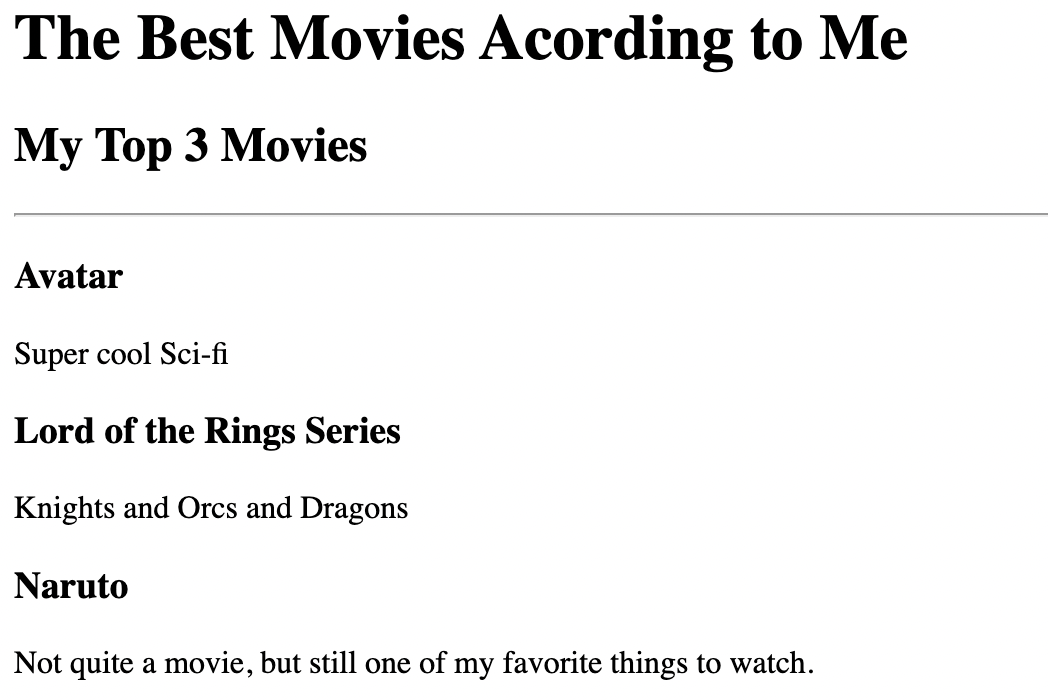 The Best Movies Acording to Me
My Top 3 Movies
Avatar
Super cool Sci-fi
Lord of the Rings Series
Knights and Orcs and Dragons
Naruto
Not quite a movie, but still one of my favorite things to watch.